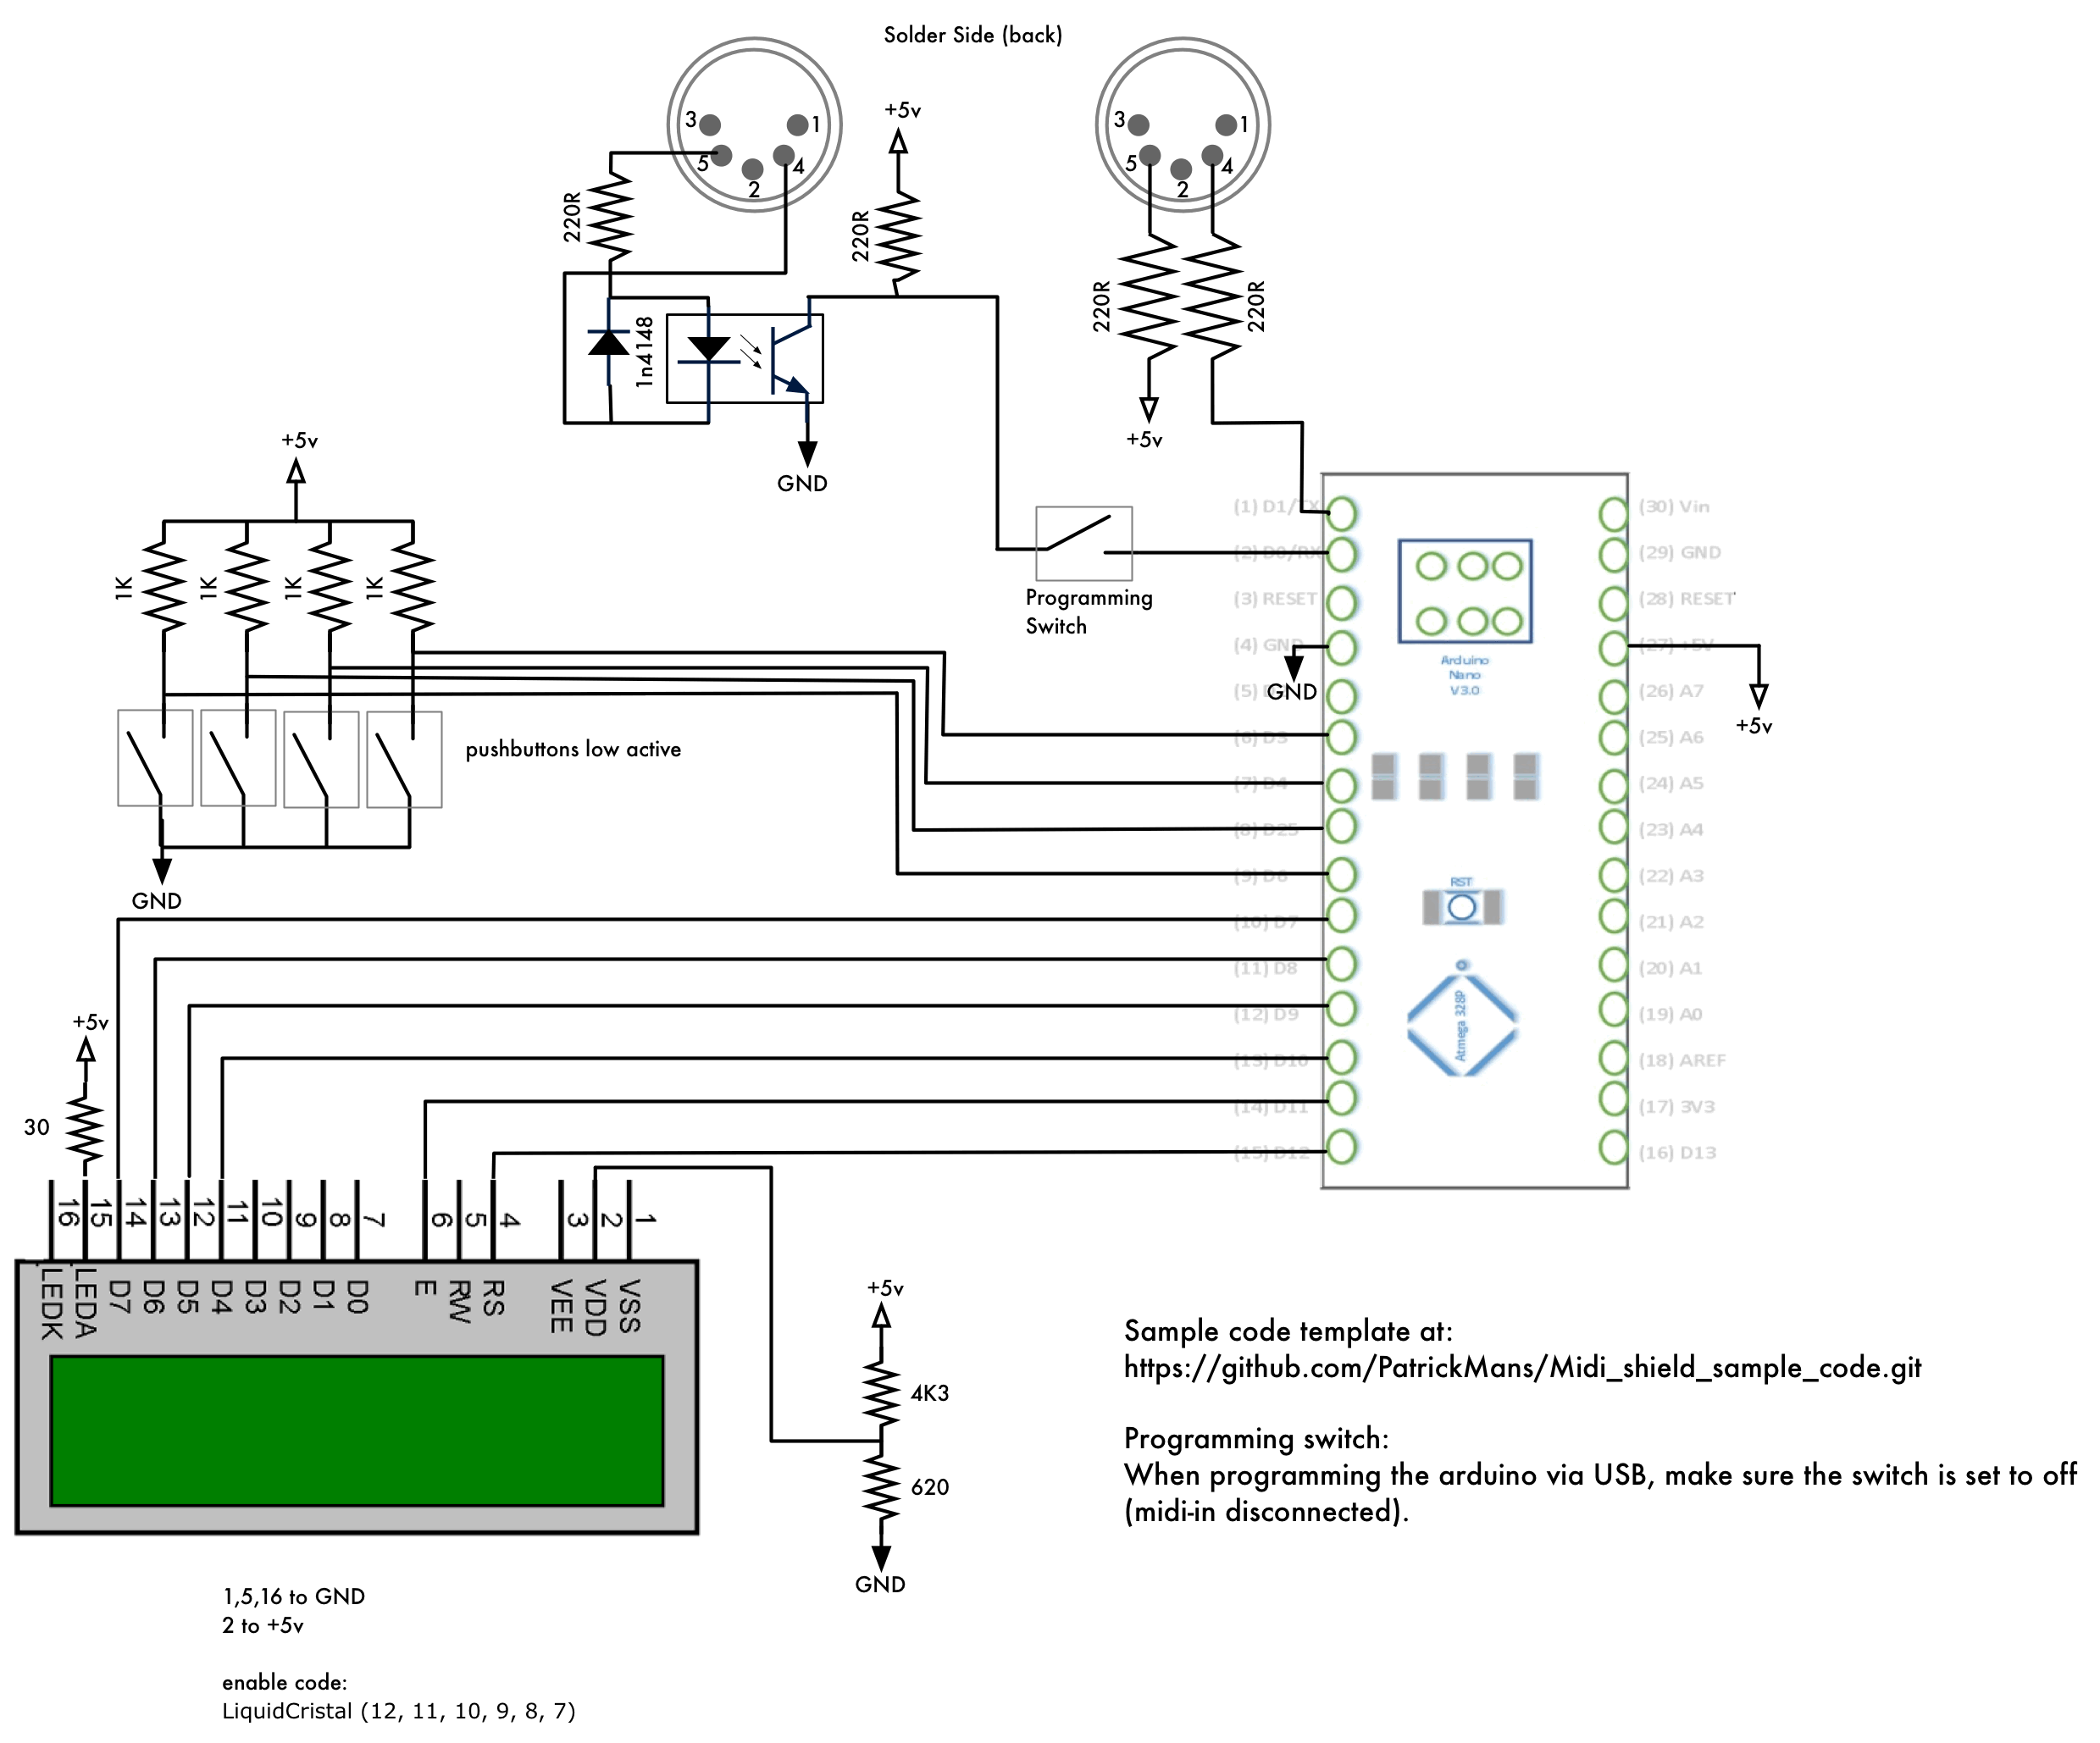 Solder Side (back)
3
1
5
4
2
+5v
3
1
5
4
2
220R
220R
220R
220R
1n4148
+5v
GND
+5v
1K
1K
1K
1K
Programming
Switch
pushbuttons low active
GND
(1) D1/TX
(2) D0/RX
(3) RESET
(4) GND
(5)
GND
(6) D3
(7) D4
(8) D25
(9) D6
(10) D7
(11) D8
(12) D9
(13) D10
(14) D11
(15) D12
Arduino
Nano
V3.0
RST
Atmega 328P
(30) Vin
(29) GND
(28) RESET
(27) +5V
(26) A7
(25) A6
(24) A5
(23) A4
(22) A3
(21) A2
(20) A1
(19) A0
(18) AREF
(17) 3V3
(16) D13
+5v
+5v
30
16 15 14 13 12 11 10 9 8 7 6 5 4 3 2 1
LEDK LEDA D7 D6 D5 D4 D3 D2 D1 D0 E RW RS VEE VDD VSS
+5v
4K3
620
GND
Sample code template at:
https://github.com/PatrickMans/Midi_shield_sample_code.git
Programming switch:
When programming the arduino via USB, make sure the switch is set to off
(midi-in disconnected).
1,5,16 to GND
2 to +5v
enable code:
LiquidCristal (12, 11, 10, 9, 8, 7)